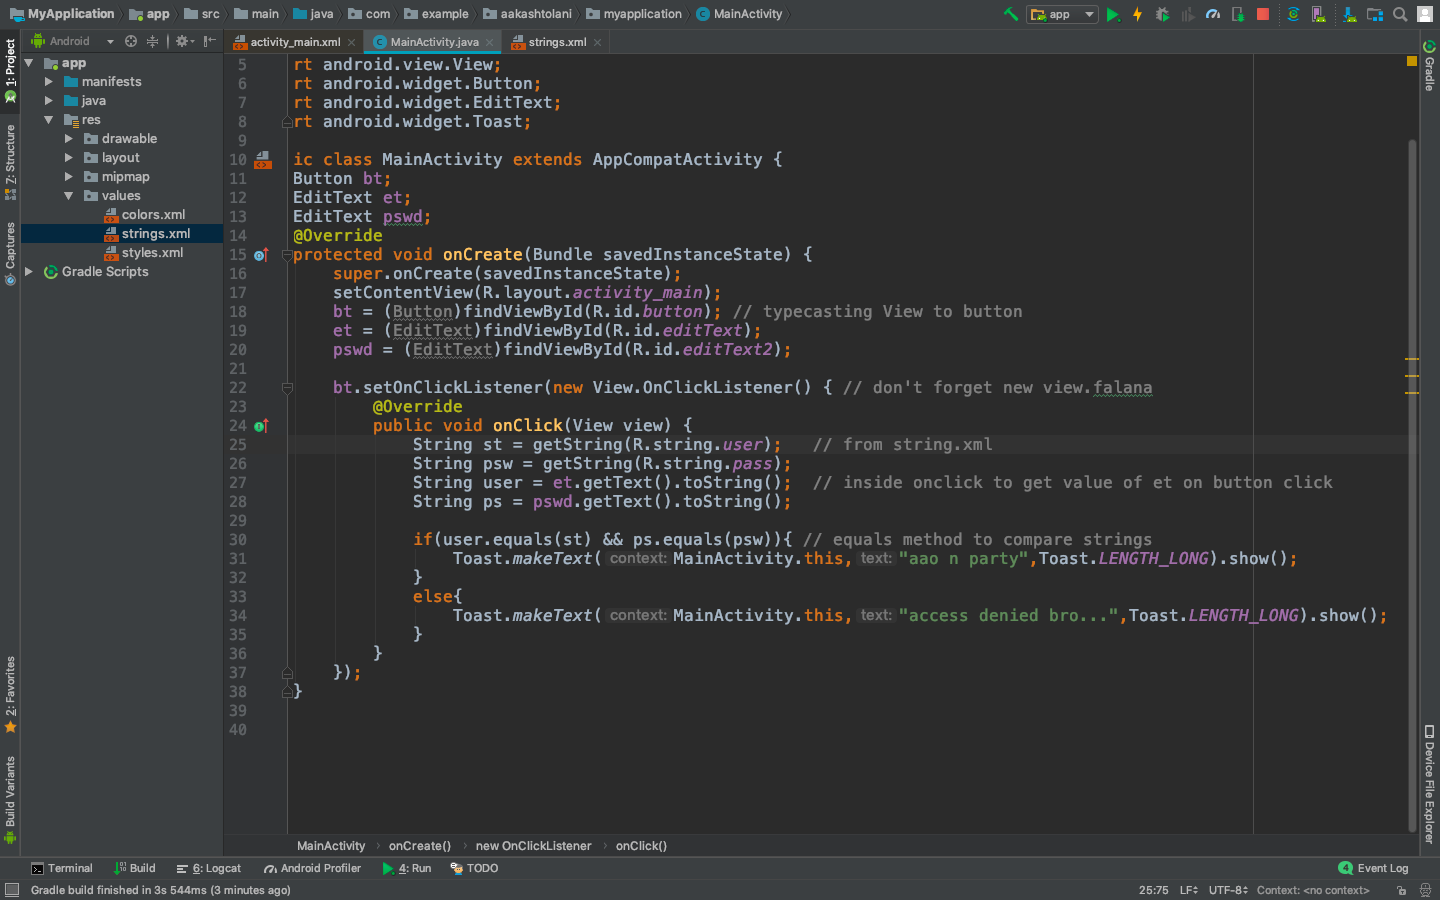 MyApplication app src main java com example aakashtolani myapplication MainActivity app
Android activity_main.xml MainActivity.java strings.xml
1: Project
Z: Structure
Captures
2: Favorites
Build Variants
app
manifests
java
res
drawable
layout
mipmap
values
colors.xml
strings.xml
styles.xml
Gradle Scripts
5 rt android.view.View;
6 rt android.widget.Button;
7 rt android.widget.EditText;
8 rt android.widget.Toast;
9
10 ic class MainActivity extends AppCompatActivity {
11 Button bt;
12 EditText et;
13 EditText pswd;
14 @Override
15 protected void onCreate(Bundle savedInstanceState) {
16 super.onCreate(savedInstanceState);
17 setContentView(R.layout.activity_main);
18 bt = (Button)findViewById(R.id.button); // typecasting View to button
19 et = (EditText)findViewById(R.id.editText);
20 pswd = (EditText)findViewById(R.id.editText2);
21
22 bt.setOnClickListener(new View.OnClickListener() { // don't forget new view.falana
23 @Override
24 public void onClick(View view) {
25 String st = getString(R.string.user); // from string.xml
26 String psw = getString(R.string.pass);
27 String user = et.getText().toString(); // inside onclick to get value of et on button click
28 String ps = pswd.getText().toString();
29
30 if(user.equals(st) && ps.equals(psw)){ // equals method to compare strings
31 Toast.makeText( context: MainActivity.this, text: "aao n party",Toast.LENGTH_LONG).show();
32 }
33 else{
34 Toast.makeText( context: MainActivity.this, text: "access denied bro...",Toast.LENGTH_LONG).show();
35 }
36 }
37 });
38 }
39
40
Gradle
Device File Explorer
MainActivity onCreate() new OnClickListener onClick()
Terminal Build 6: Logcat Android Profiler 4: Run TODO 4 Event Log
Gradle build finished in 3s 544ms (3 minutes ago) 25:75 LF UTF-8 Context: <no context>